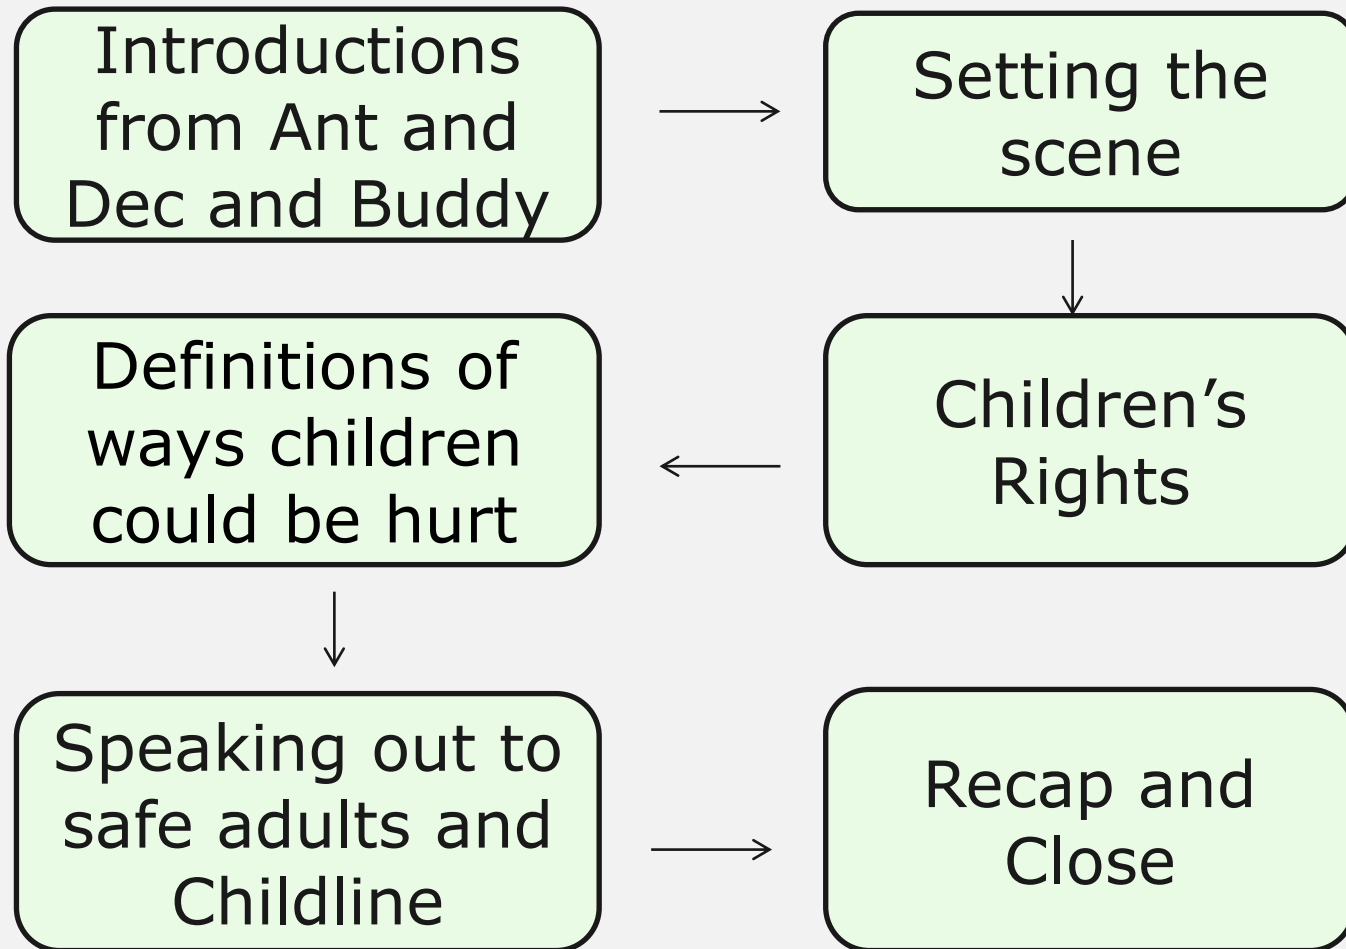 Introductions
from Ant and
Dec and Buddy
Setting the
scene
Children’s
Rights
Definitions of
ways children
could be hurt
Speaking out to
safe adults and
Childline
Recap and
Close